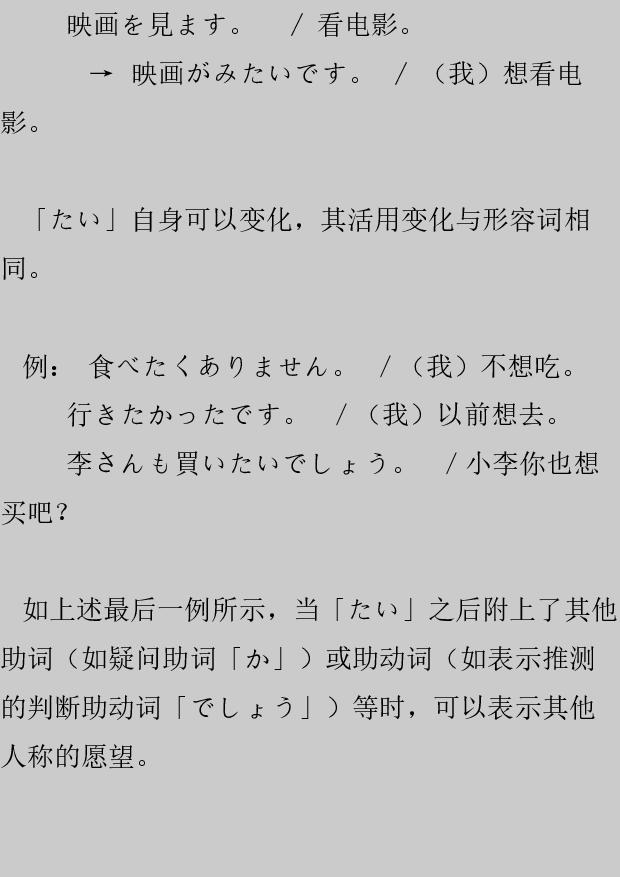 映画を見ます。 / 看电影。
→ 映画がみたいです。 / （我）想看电
影。
「たい」自身可以变化，其活用变化与形容词相
同。
例： 食べたくありません。 / （我）不想吃。
行きたかったです。 / （我）以前想去。
李さんも買いたいでしょう。 / 小李你也想
买吧？
如上述最后一例所示，当「たい」之后附上了其他
助词（如疑问助词「か」）或助动词（如表示推测
的判断助动词「でしょう」）等时，可以表示其他
人称的愿望。